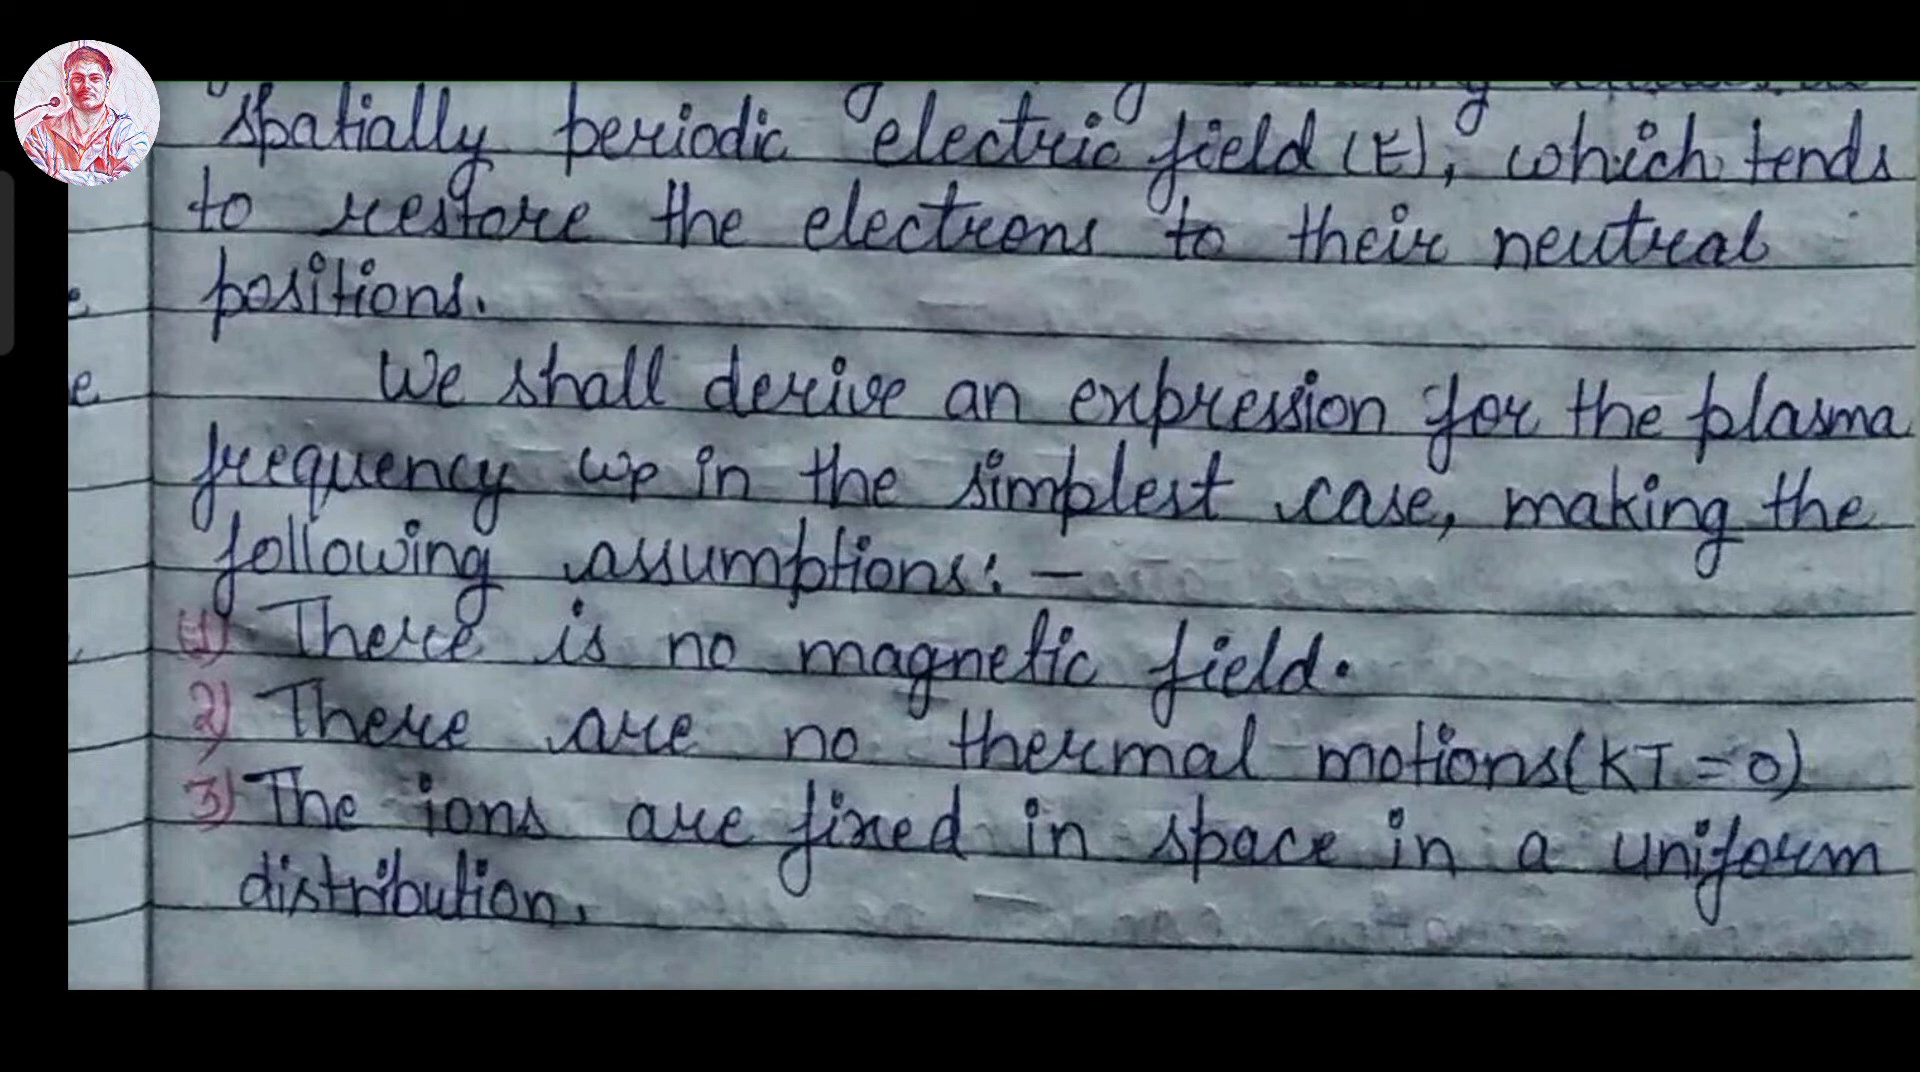 spatially periodic electric field (E), which tends
to restore the electrons to their neutral
positions.
e
We shall derive an expression for the plasma
frequency wp in the simplest case, making the
following assumptions: -
1) There is no magnetic field.
2) There are no thermal motions (KT = 0)
3) The ions are fixed in space in a uniform
distribution.